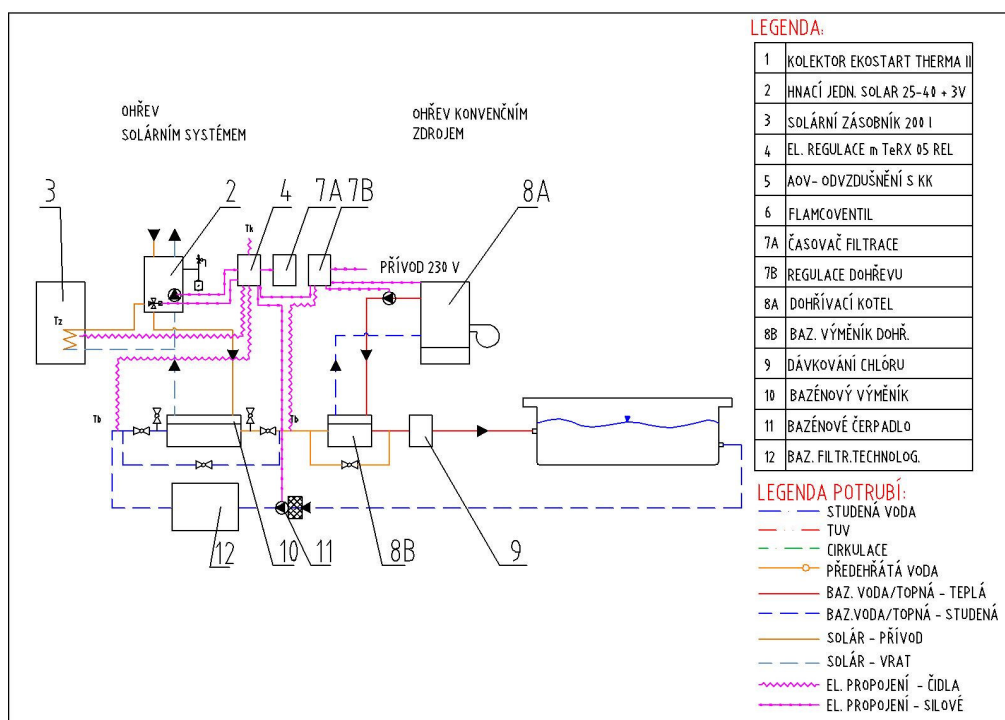 OHŘEV
SOLÁRNÍM SYSTÉMEM
OHŘEV KONVENČNÍM
ZDROJEM
3
2
4
7A
7B
8A
Tk
PŘÍVOD 230 V
Tz
Tb
Tb
12
10
11
8B
9
LEGENDA:
1 KOLEKTOR EKOSTART THERMA II
2 HNACÍ JEDN. SOLAR 25-40 + 3V
3 SOLÁRNÍ ZÁSOBNÍK 200 l
4 EL. REGULACE m TeRX 05 REL
5 AOV- ODVZDUŠNĚNÍ S KK
6 FLAMCOVENTIL
7A ČASOVAČ FILTRACE
7B REGULACE DOHŘEVU
8A DOHŘÍVACÍ KOTEL
8B BAZ. VÝMĚNÍK DOHŘ.
9 DÁVKOVÁNÍ CHLÓRU
10 BAZÉNOVÝ VÝMĚNÍK
11 BAZÉNOVÉ ČERPADLO
12 BAZ. FILTR.TECHNOLOG.
LEGENDA POTRUBÍ:
STUDENÁ VODA
TUV
CIRKULACE
PŘEDEHŘÁTÁ VODA
BAZ. VODA/TOPNÁ - TEPLÁ
BAZ.VODA/TOPNÁ - STUDENÁ
SOLÁR - PŘÍVOD
SOLÁR - VRAT
EL. PROPOJENÍ - ČIDLA
EL. PROPOJENÍ - SILOVÉ